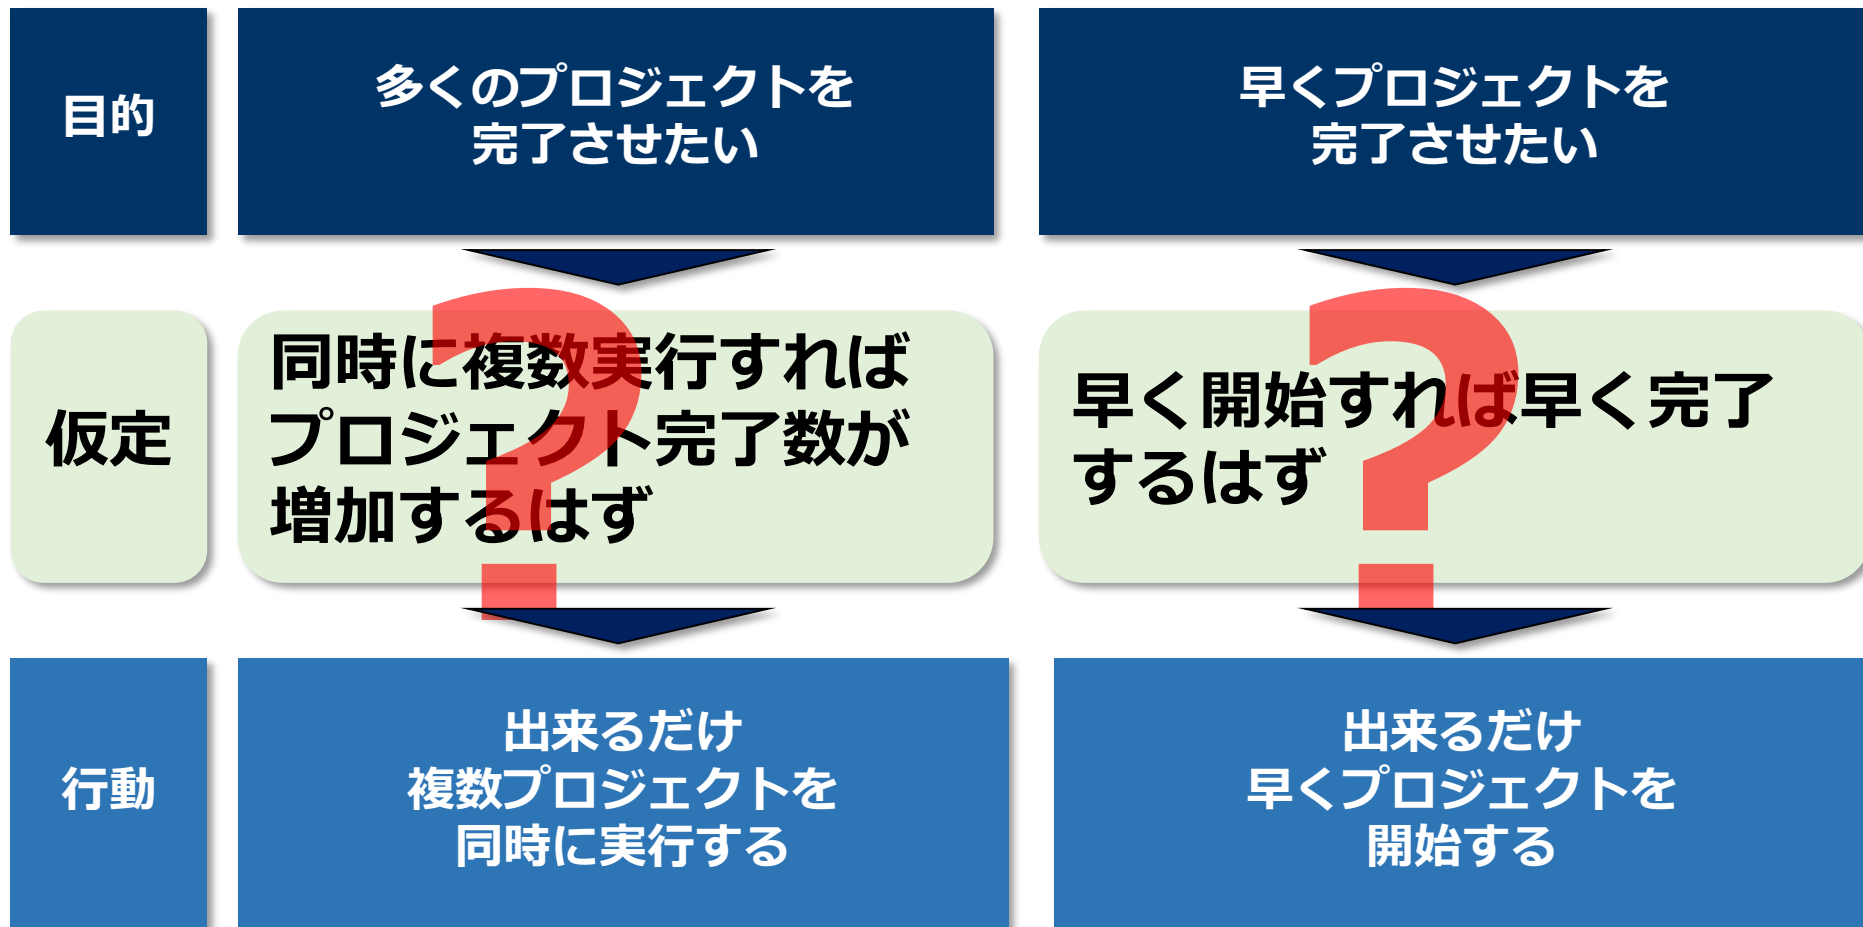 目的
多くのプロジェクトを
完了させたい
早くプロジェクトを
完了させたい
仮定
同時に複数実行すれば
プロジェクト完了数が
増加するはず
早く開始すれば早く完了
するはず
?
?
行動
出来るだけ
複数プロジェクトを
同時に実行する
出来るだけ
早くプロジェクトを
開始する